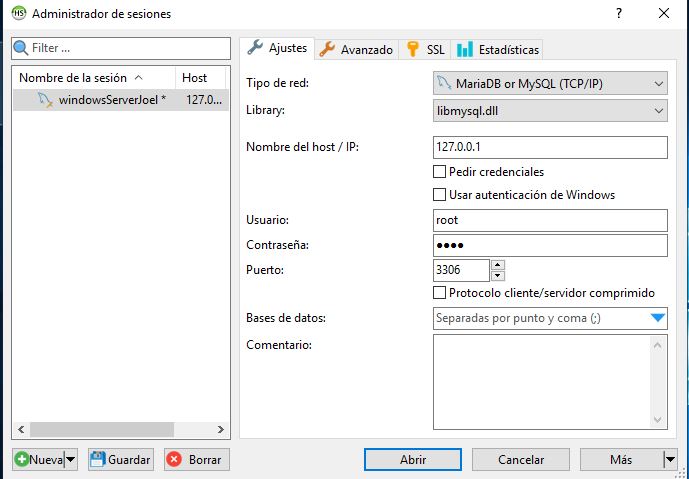 HS Administrador de sesiones
Filter ...
Nombre de la sesión Host
windowsServerJoel * 127.0...
Ajustes Avanzado SSL Estadísticas
Tipo de red: MariaDB or MySQL (TCP/IP)
Library: libmysql.dll
Nombre del host / IP: 127.0.0.1
Pedir credenciales
Usar autenticación de Windows
Usuario: root
Contraseña: ●●●●
Puerto: 3306
Protocolo cliente/servidor comprimido
Bases de datos: Separadas por punto y coma (;)
Comentario:
Nueva Guardar Borrar Abrir Cancelar Más